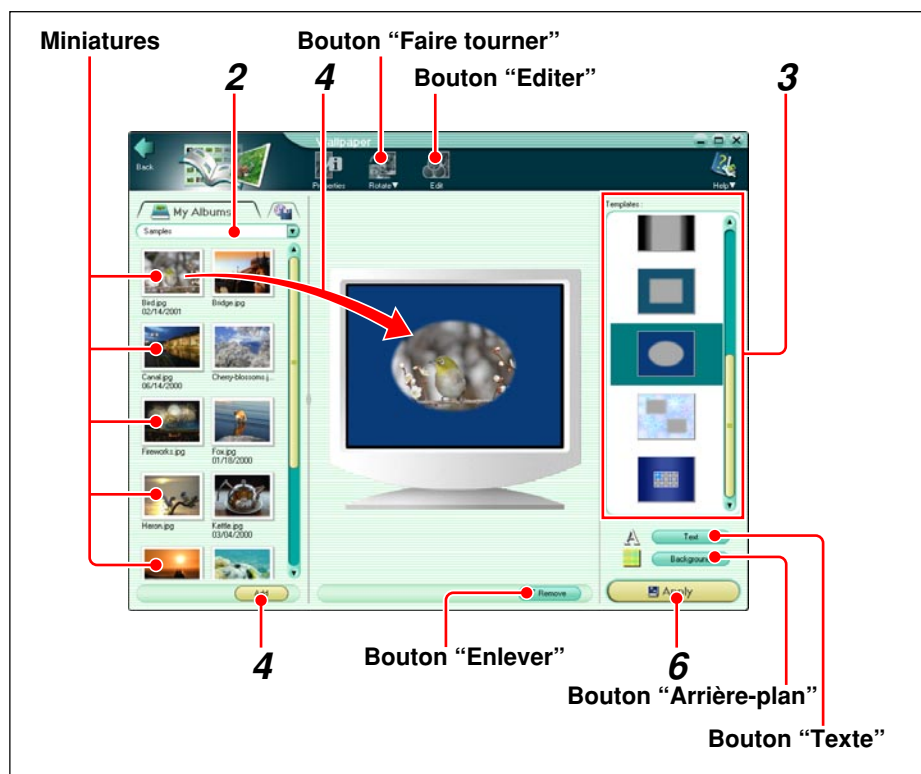 Miniatures
Bouton “Faire tourner”
Bouton “Editer”
2
4
3
Wallpaper
Back
Properties
Rotate▼
Edit
Help▼
My Albums
Samples
Templates :
Bird.jpg
02/14/2001
Bridge.jpg
Canal.jpg
06/14/2000
Cherry-blossoms.j...
Fireworks.jpg
Fox.jpg
01/18/2000
Heron.jpg
Kettle.jpg
03/04/2000
Text
Background
Add
Remove
Apply
4
Bouton “Enlever”
6
Bouton “Arrière-plan”
Bouton “Texte”